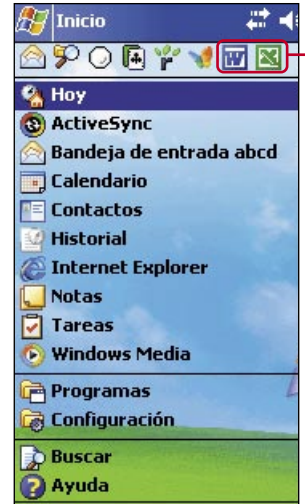 Inicio
Hoy
ActiveSync
Bandeja de entrada abcd
Calendario
Contactos
Historial
Internet Explorer
Notas
Tareas
Windows Media
Programas
Configuración
Buscar
Ayuda